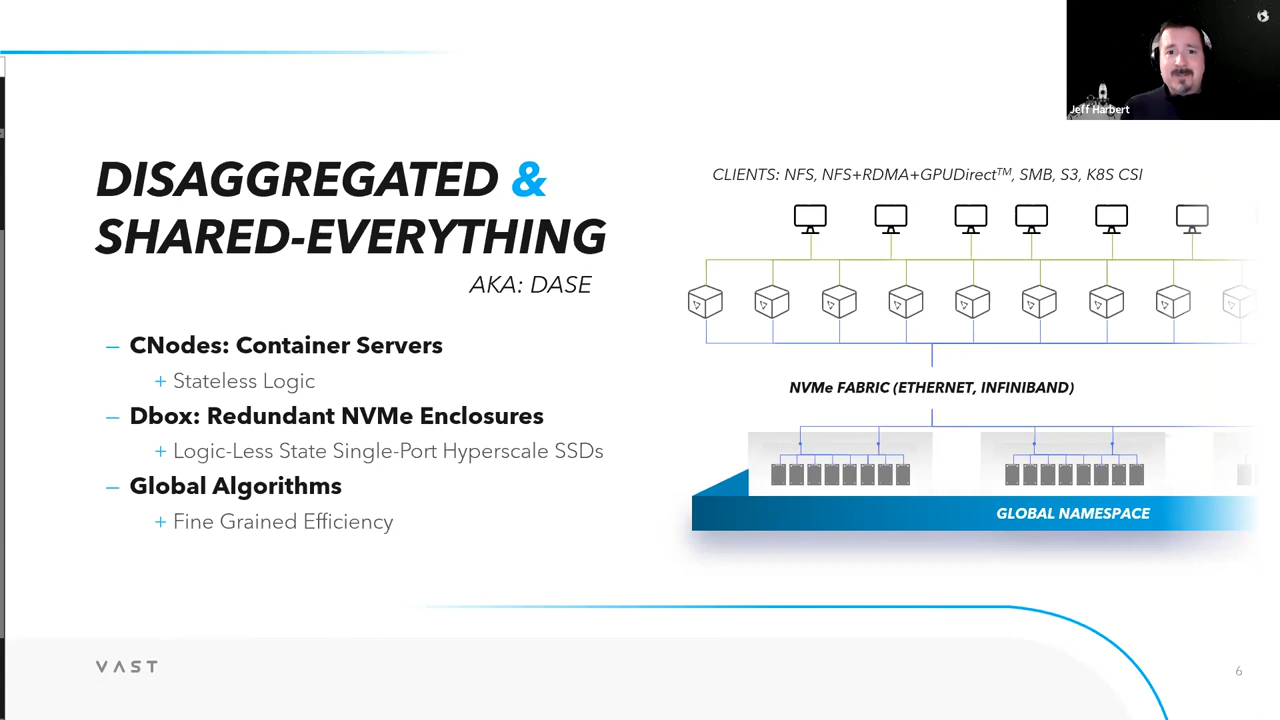 Jeff Harbert
DISAGGREGATED &
SHARED-EVERYTHING
AKA: DASE
– CNodes: Container Servers
+ Stateless Logic
– Dbox: Redundant NVMe Enclosures
+ Logic-Less State Single-Port Hyperscale SSDs
– Global Algorithms
+ Fine Grained Efficiency
CLIENTS: NFS, NFS+RDMA+GPUDirect™, SMB, S3, K8S CSI
NVMe FABRIC (ETHERNET, INFINIBAND)
GLOBAL NAMESPACE
VAST
6